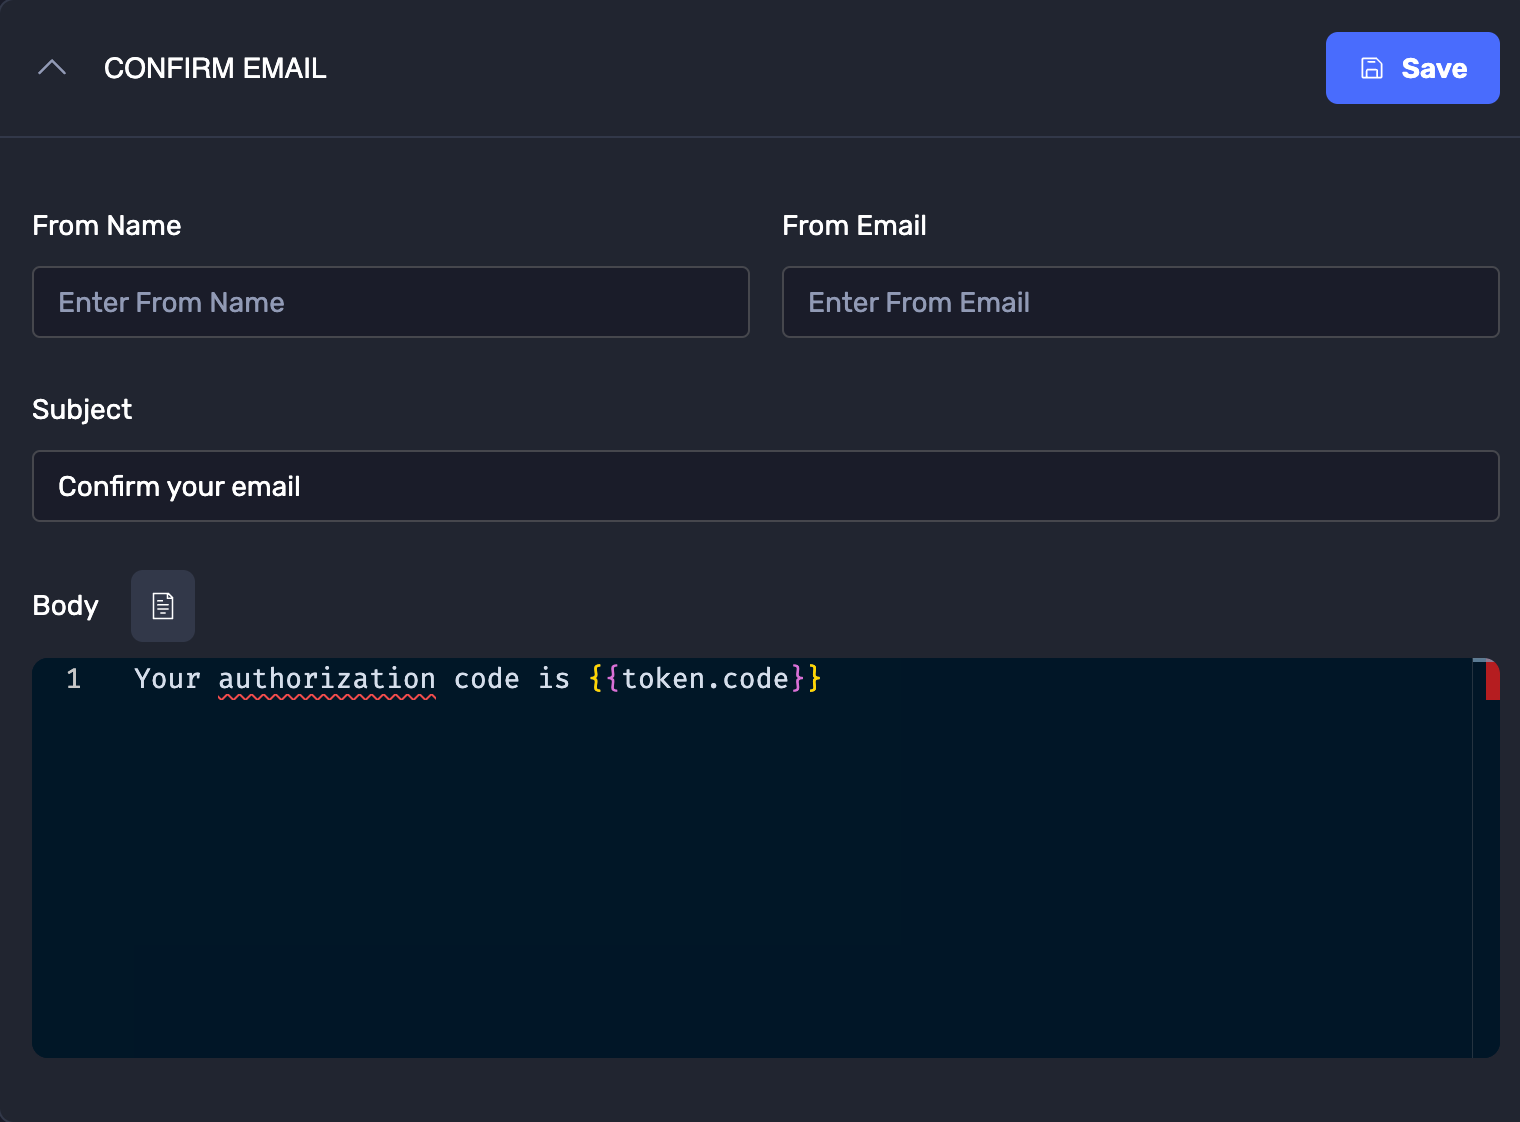 CONFIRM EMAIL
Save
From Name
From Email
Enter From Name
Enter From Email
Subject
Confirm your email
Body
1 Your authorization code is {{token.code}}